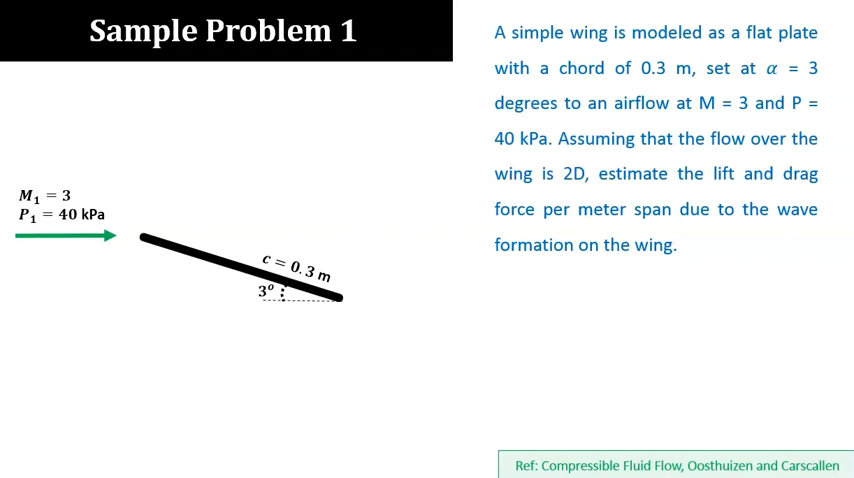 Sample Problem 1
A simple wing is modeled as a flat plate
with a chord of 0.3 m, set at α = 3
degrees to an airflow at M = 3 and P =
40 kPa. Assuming that the flow over the
wing is 2D, estimate the lift and drag
force per meter span due to the wave
formation on the wing.
M₁ = 3
P₁ = 40 kPa
c = 0.3 m
3°
Ref: Compressible Fluid Flow, Oosthuizen and Carscallen